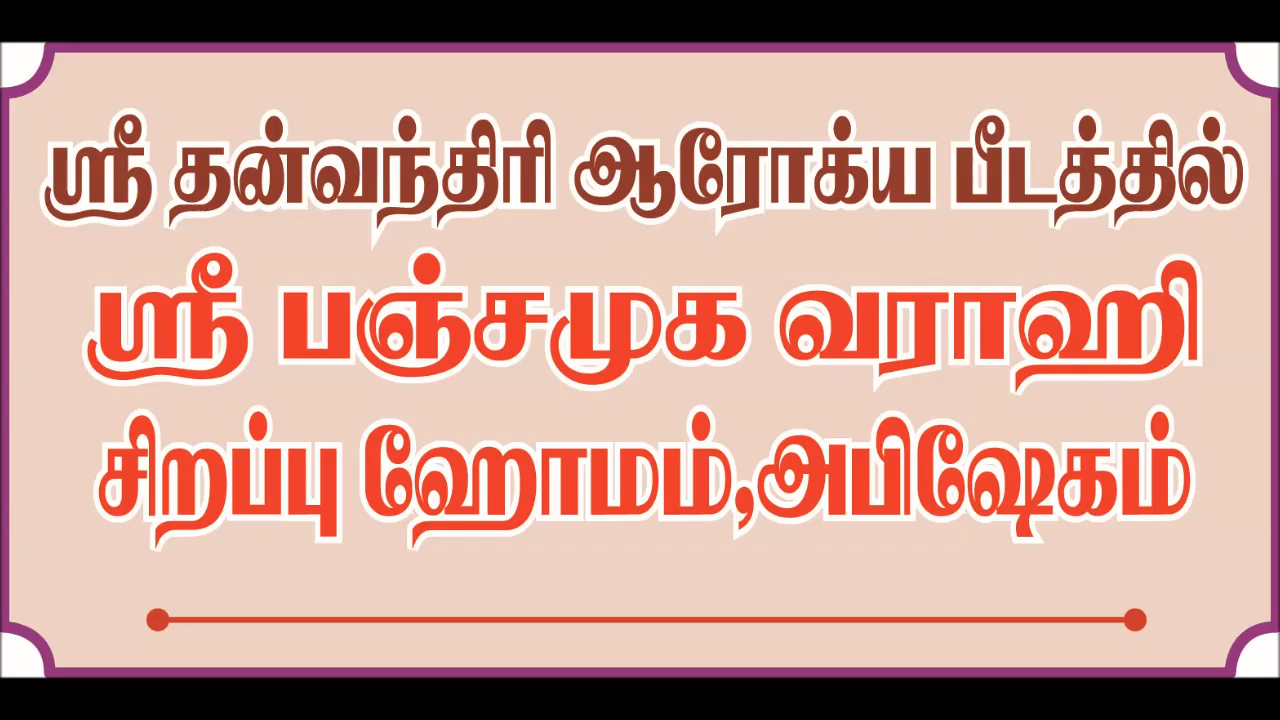 ஸ்ரீ தன்வந்திரி ஆரோக்ய பீடத்தில்
ஸ்ரீ பஞ்சமுக வராஹி
சிறப்பு ஹோமம்,அபிஷேகம்